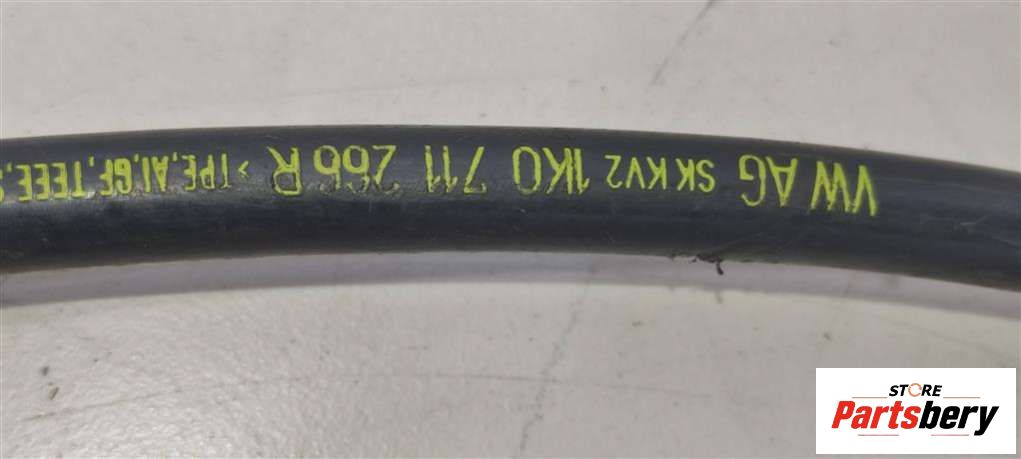 VW AG SK KV2 1K0 711 266 R > TPE,Al,GF,TEEE,
STORE
Partsbery